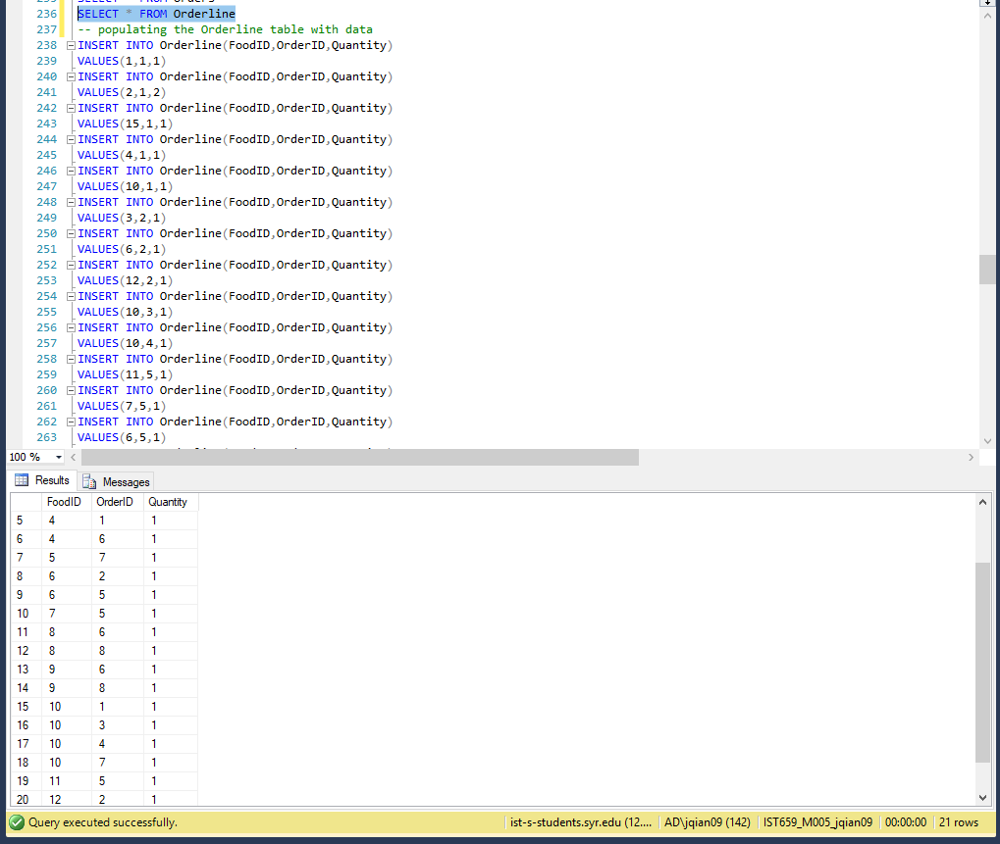 235 SELECT * FROM Orders
236 SELECT * FROM Orderline
237 -- populating the Orderline table with data
238 INSERT INTO Orderline(FoodID,OrderID,Quantity)
239 VALUES(1,1,1)
240 INSERT INTO Orderline(FoodID,OrderID,Quantity)
241 VALUES(2,1,2)
242 INSERT INTO Orderline(FoodID,OrderID,Quantity)
243 VALUES(15,1,1)
244 INSERT INTO Orderline(FoodID,OrderID,Quantity)
245 VALUES(4,1,1)
246 INSERT INTO Orderline(FoodID,OrderID,Quantity)
247 VALUES(10,1,1)
248 INSERT INTO Orderline(FoodID,OrderID,Quantity)
249 VALUES(3,2,1)
250 INSERT INTO Orderline(FoodID,OrderID,Quantity)
251 VALUES(6,2,1)
252 INSERT INTO Orderline(FoodID,OrderID,Quantity)
253 VALUES(12,2,1)
254 INSERT INTO Orderline(FoodID,OrderID,Quantity)
255 VALUES(10,3,1)
256 INSERT INTO Orderline(FoodID,OrderID,Quantity)
257 VALUES(10,4,1)
258 INSERT INTO Orderline(FoodID,OrderID,Quantity)
259 VALUES(11,5,1)
260 INSERT INTO Orderline(FoodID,OrderID,Quantity)
261 VALUES(7,5,1)
262 INSERT INTO Orderline(FoodID,OrderID,Quantity)
263 VALUES(6,5,1)
100 %
Results Messages
FoodID OrderID Quantity
5 4 1 1
6 4 6 1
7 5 7 1
8 6 2 1
9 6 5 1
10 7 5 1
11 8 6 1
12 8 8 1
13 9 6 1
14 9 8 1
15 10 1 1
16 10 3 1
17 10 4 1
18 10 7 1
19 11 5 1
20 12 2 1
Query executed successfully. ist-s-students.syr.edu (12.... AD\jqian09 (142) IST659_M005_jqian09 00:00:00 21 rows